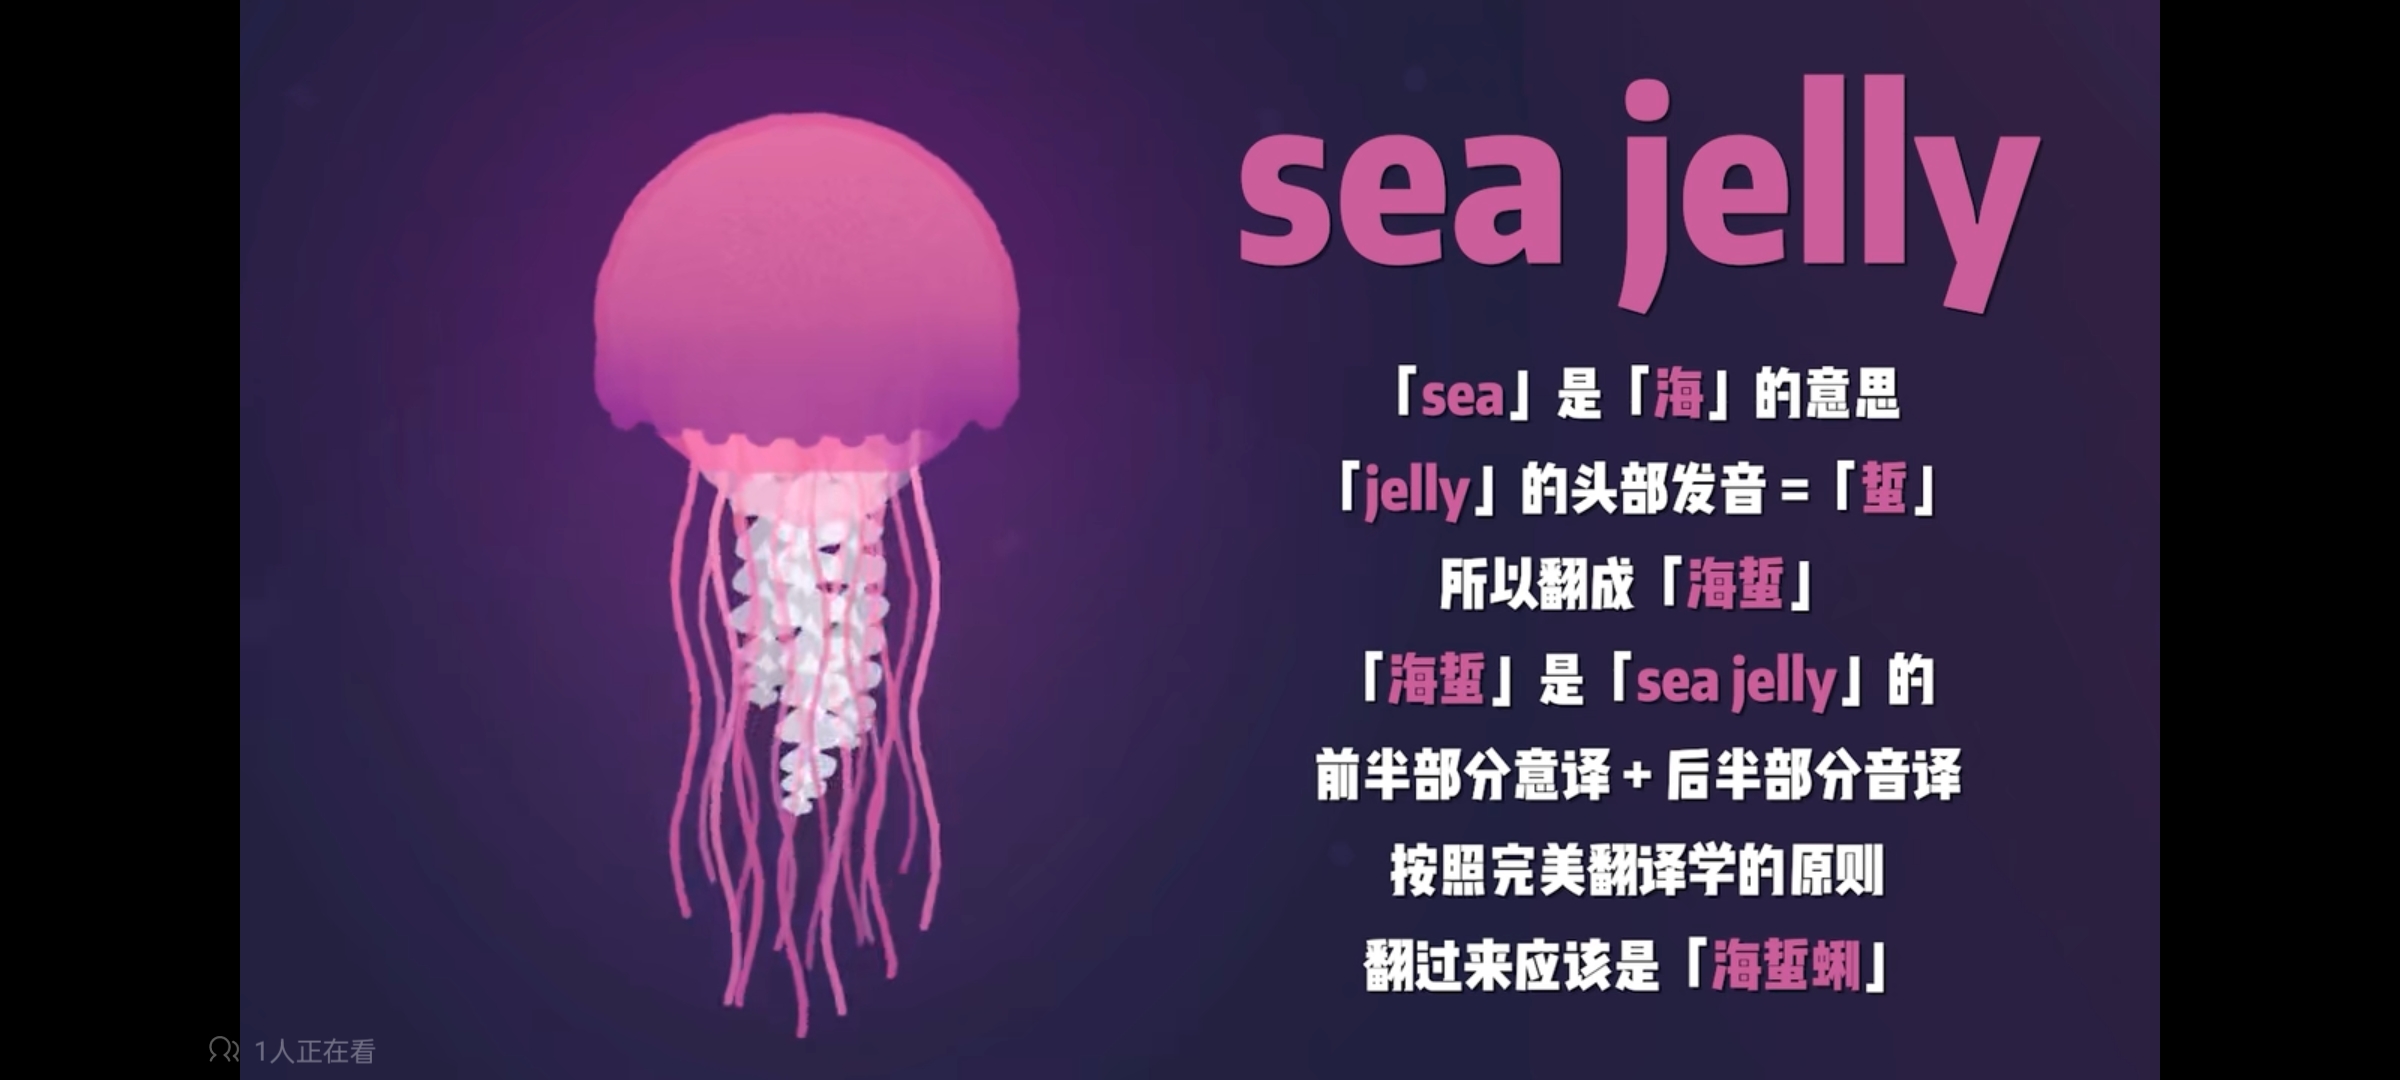 sea jelly
「sea」是「海」的意思
「jelly」的头部发音=「蜇」
所以翻成「海蜇」
「海蜇」是「sea jelly」的
前半部分意译+后半部分音译
按照完美翻译学的原则
翻过来应该是「海蜇蜊」
1人正在看